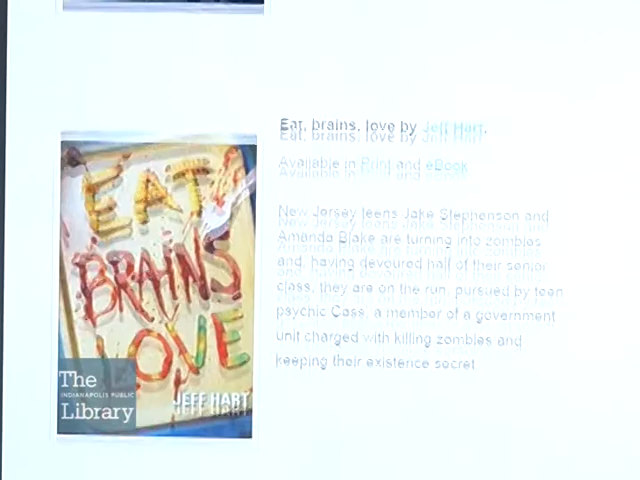 EAT
BRAINS
LOVE
The
INDIANAPOLIS PUBLIC
Library
JEFF HART
Eat, brains, love by Jeff Hart.
Available in Print and eBook
New Jersey teens Jake Stephenson and
Amanda Blake are turning into zombies
and, having devoured half of their senior
class, they are on the run, pursued by teen
psychic Cass, a member of a government
unit charged with killing zombies and
keeping their existence secret